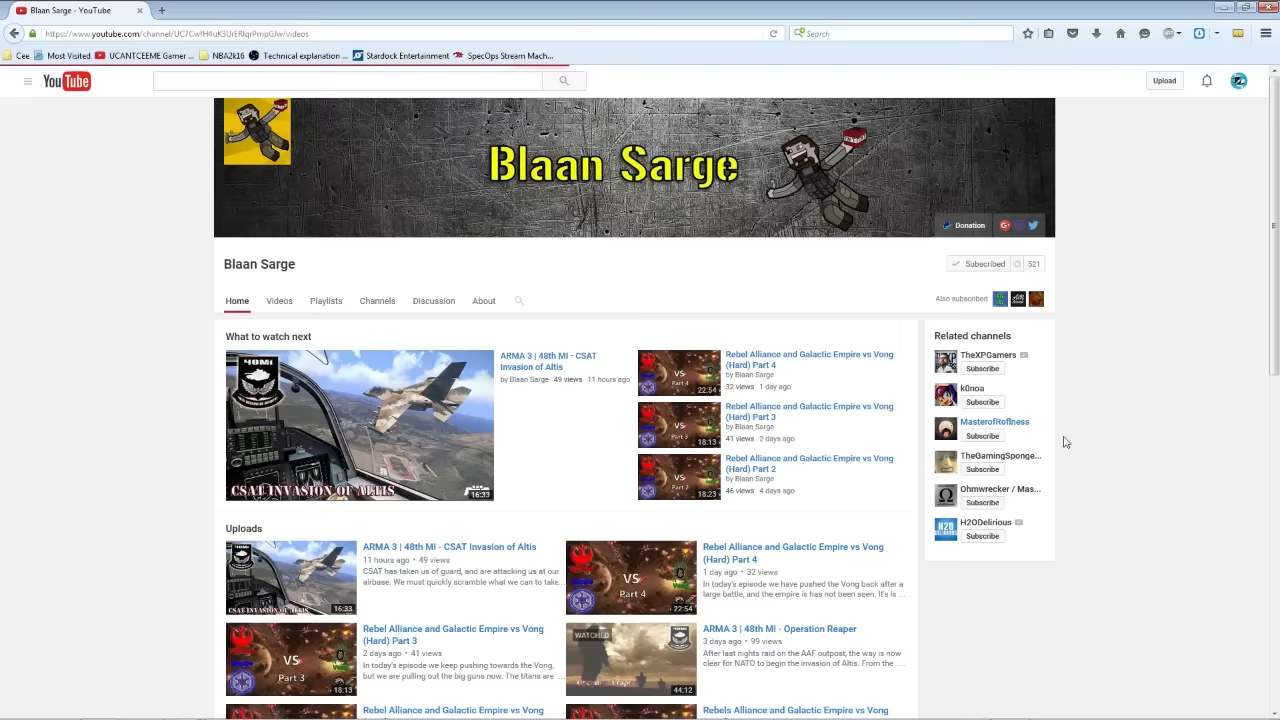 Blaan Sarge - YouTube
https://www.youtube.com/channel/
Search
Cee
Most Visited
UCANTCEEME Gamer ...
NBA2k16
Technical explanation ...
Stardock Entertainment
SpecOps Stream Mach...
YouTube
Upload
Blaan Sarge
Donation
Blaan Sarge
Subscribed
521
Home
Videos
Playlists
Channels
Discussion
About
Also subscribed
What to watch next
CSAT INVASION OF ALTIS
16:33
ARMA 3 | 48th MI - CSAT
Invasion of Altis
by Blaan Sarge 49 views 11 hours ago
VS
Part 4
22:54
Rebel Alliance and Galactic Empire vs Vong
(Hard) Part 4
by Blaan Sarge
32 views 1 day ago
VS
Part 3
18:13
Rebel Alliance and Galactic Empire vs Vong
(Hard) Part 3
by Blaan Sarge
41 views 2 days ago
VS
Part 2
18:23
Rebel Alliance and Galactic Empire vs Vong
(Hard) Part 2
by Blaan Sarge
46 views 4 days ago
Related channels
TheXPGamers
Subscribe
k0noa
Subscribe
MasterofRoflness
Subscribe
TheGamingSponge...
Subscribe
Ohmwrecker / Mas...
Subscribe
H2ODelirious
Subscribe
Uploads
CSAT INVASION OF ALTIS
16:33
ARMA 3 | 48th MI - CSAT Invasion of Altis
11 hours ago • 49 views
CSAT has taken us of guard, and are attacking us at our
airbase. We must quickly scramble what we can to take...
VS
Part 4
22:54
Rebel Alliance and Galactic Empire vs Vong
(Hard) Part 4
1 day ago • 32 views
In today's episode we have pushed the Vong back after a
large battle, and the empire is has not been seen. It's is ...
VS
Part 3
18:13
Rebel Alliance and Galactic Empire vs Vong
(Hard) Part 3
2 days ago • 41 views
In today's episode we keep pushing towards the Vong,
but we are pulling out the big guns now. The titans are ...
WATCHED
44:12
ARMA 3 | 48th MI - Operation Reaper
3 days ago • 99 views
After last nights raid on the AAF outpost, the way is now
clear for NATO to begin the invasion of Altis. From the ...
Rebel Alliance and Galactic Empire vs Vong
Rebels Alliance and Galactic Empire vs Vong